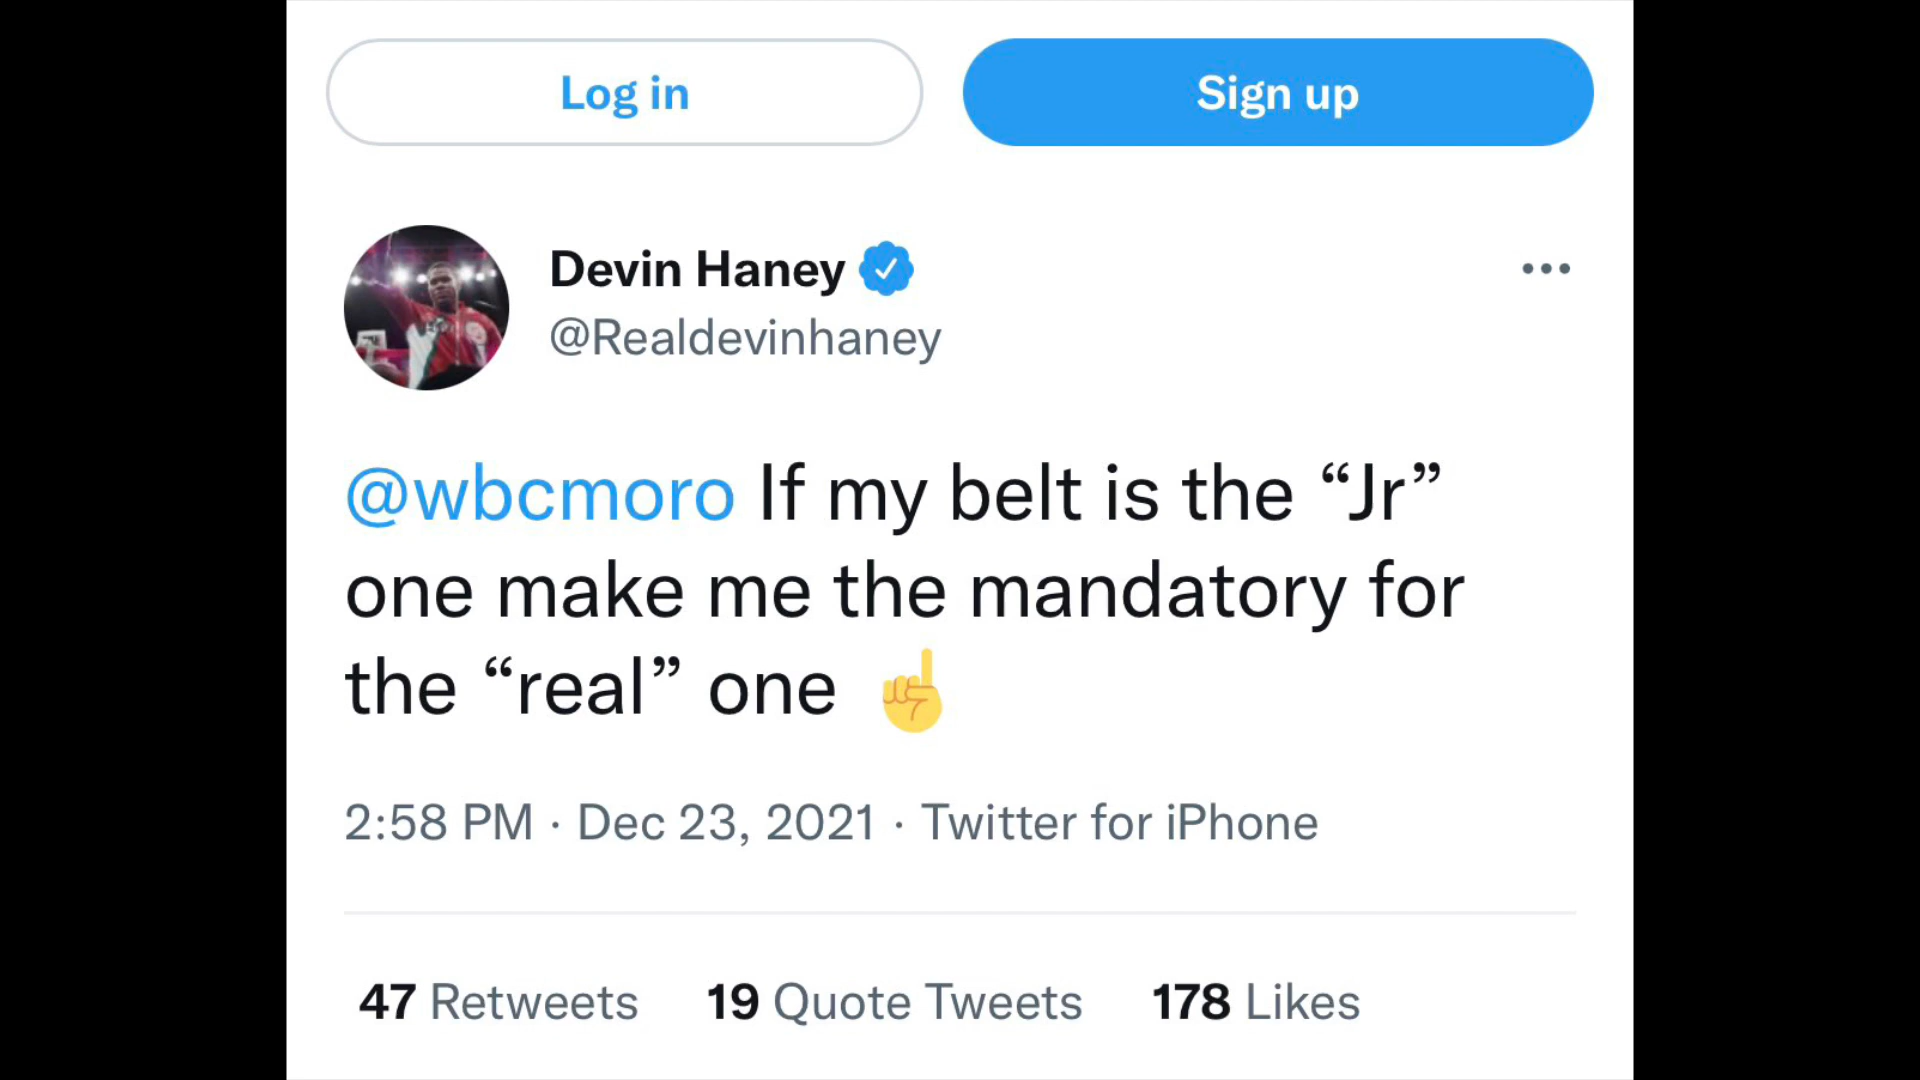 Log in
Sign up
Devin Haney
@Realdevinhaney
@wbcmoro If my belt is the “Jr”
one make me the mandatory for
the “real” one ☝
2:58 PM · Dec 23, 2021 · Twitter for iPhone
47 Retweets 19 Quote Tweets 178 Likes